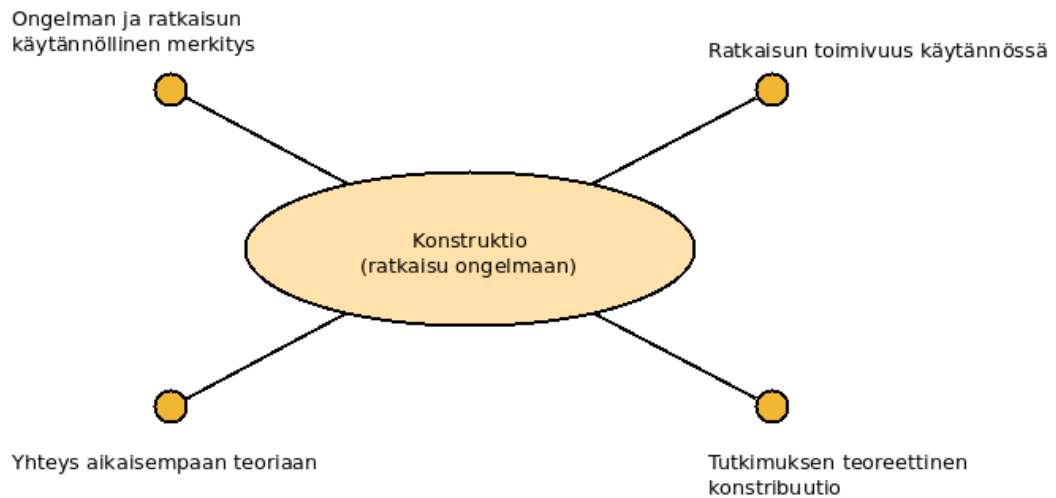 Ongelman ja ratkaisun
käytännöllinen merkitys
Ratkaisun toimivuus käytännössä
Konstruktio
(ratkaisu ongelmaan)
Yhteys aikaisempaan teoriaan
Tutkimuksen teoreettinen
konstribuutio